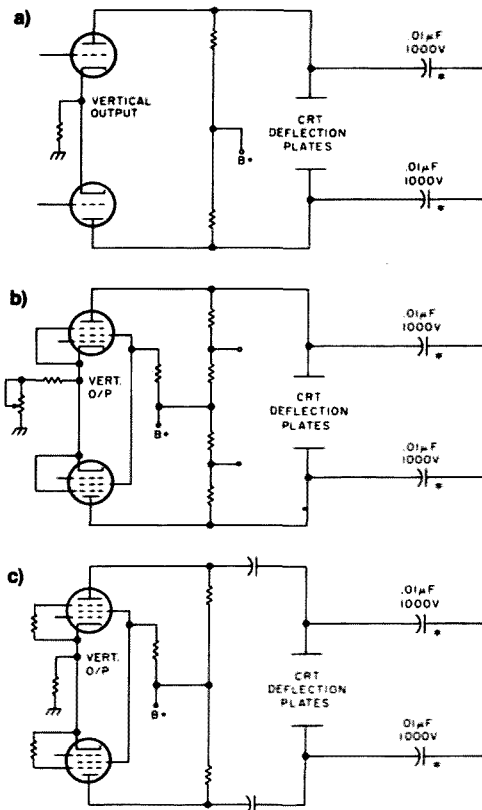 a)
.01µF
1000V
*
VERTICAL
OUTPUT
B+
CRT
DEFLECTION
PLATES
.01µF
1000V
*
b)
.01µF
1000V
*
VERT.
O/P
B+
CRT
DEFLECTION
PLATES
.01µF
1000V
*
c)
.01µF
1000V
*
VERT.
O/P
B+
CRT
DEFLECTION
PLATES
.01µF
1000V
*